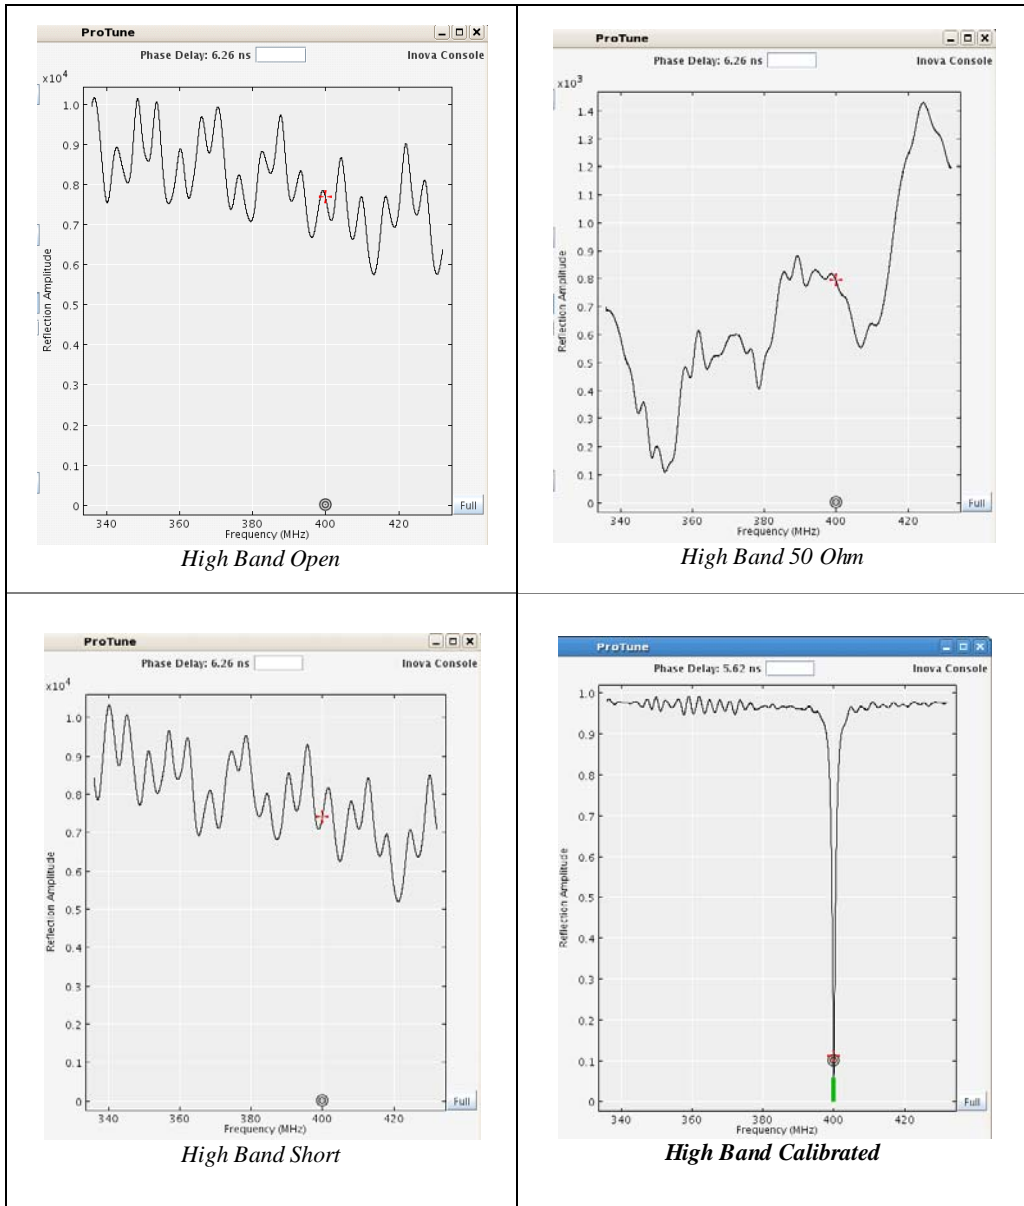 ProTune
Phase Delay: 6.26 ns
Inova Console
x10⁴
1.0
0.9
0.8
0.7
0.6
0.5
0.4
0.3
0.2
0.1
0
Reflection Amplitude
340 360 380 400 420
Frequency (MHz)
Full
High Band Open
ProTune
Phase Delay: 6.26 ns
Inova Console
x10³
1.4
1.3
1.2
1.1
1.0
0.9
0.8
0.7
0.6
0.5
0.4
0.3
0.2
0.1
0
Reflection Amplitude
340 360 380 400 420
Frequency (MHz)
Full
High Band 50 Ohm
ProTune
Phase Delay: 6.26 ns
Inova Console
x10⁴
1.0
0.9
0.8
0.7
0.6
0.5
0.4
0.3
0.2
0.1
0
Reflection Amplitude
340 360 380 400 420
Frequency (MHz)
Full
High Band Short
ProTune
Phase Delay: 5.62 ns
Inova Console
1.0
0.9
0.8
0.7
0.6
0.5
0.4
0.3
0.2
0.1
0
Reflection Amplitude
340 360 380 400 420
Frequency (MHz)
Full
High Band Calibrated